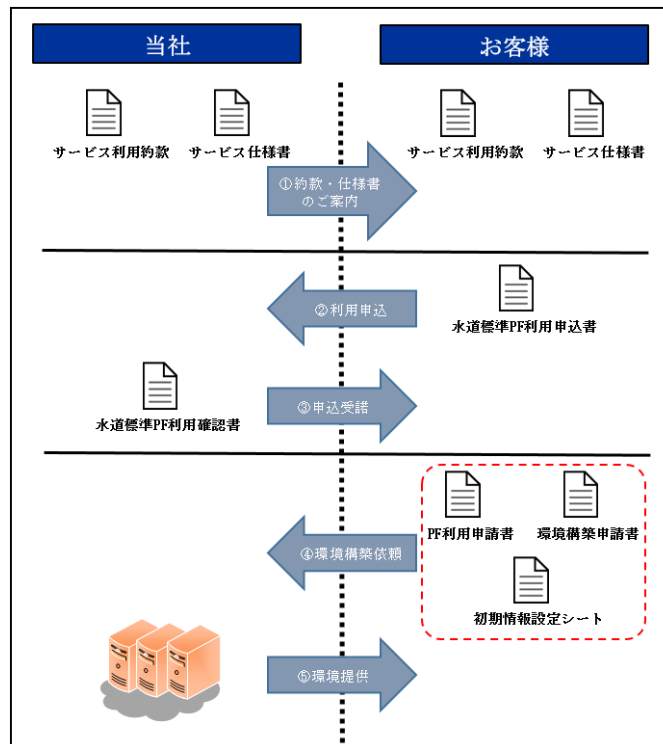 当社
お客様
サービス利用約款
サービス仕様書
サービス利用約款
サービス仕様書
①約款・仕様書
のご案内
②利用申込
水道標準PF利用申込書
③申込受諾
水道標準PF利用確認書
PF利用申請書
環境構築申請書
④環境構築依頼
初期情報設定シート
⑤環境提供